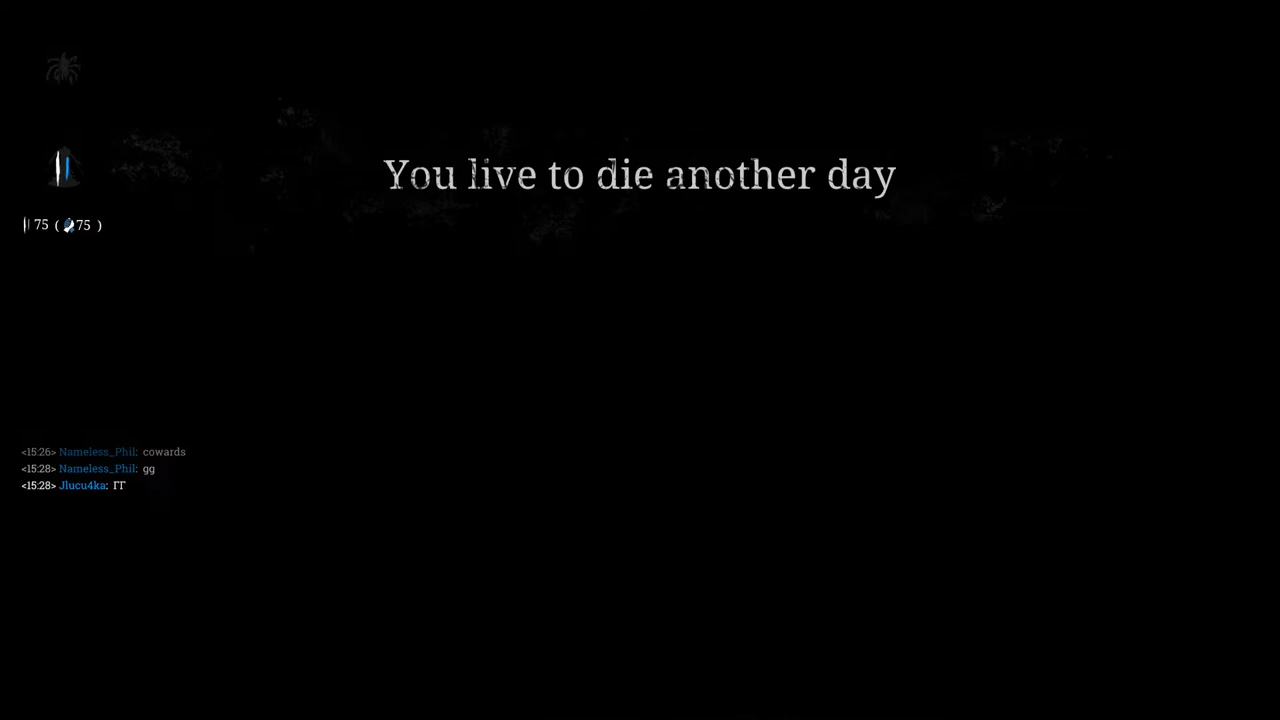 You live to die another day
75 ( 75 )
<15:26> Nameless_Phil: cowards
<15:28> Nameless_Phil: gg
<15:28> Jlucu4ka: ГГ